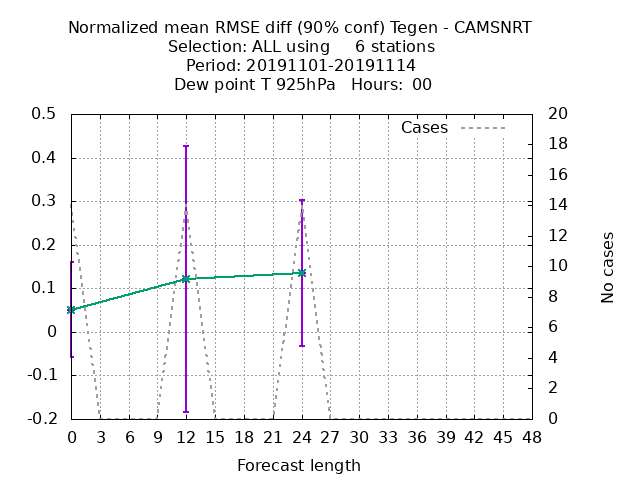 Normalized mean RMSE diff (90% conf) Tegen - CAMSNRT
Selection: ALL using     6 stations
Period: 20191101-20191114
Dew point T 925hPa   Hours: 00
Cases
0.5
0.4
0.3
0.2
0.1
0
-0.1
-0.2
20
18
16
14
12
10
8
6
4
2
0
No cases
0 3 6 9 12 15 18 21 24 27 30 33 36 39 42 45 48
Forecast length